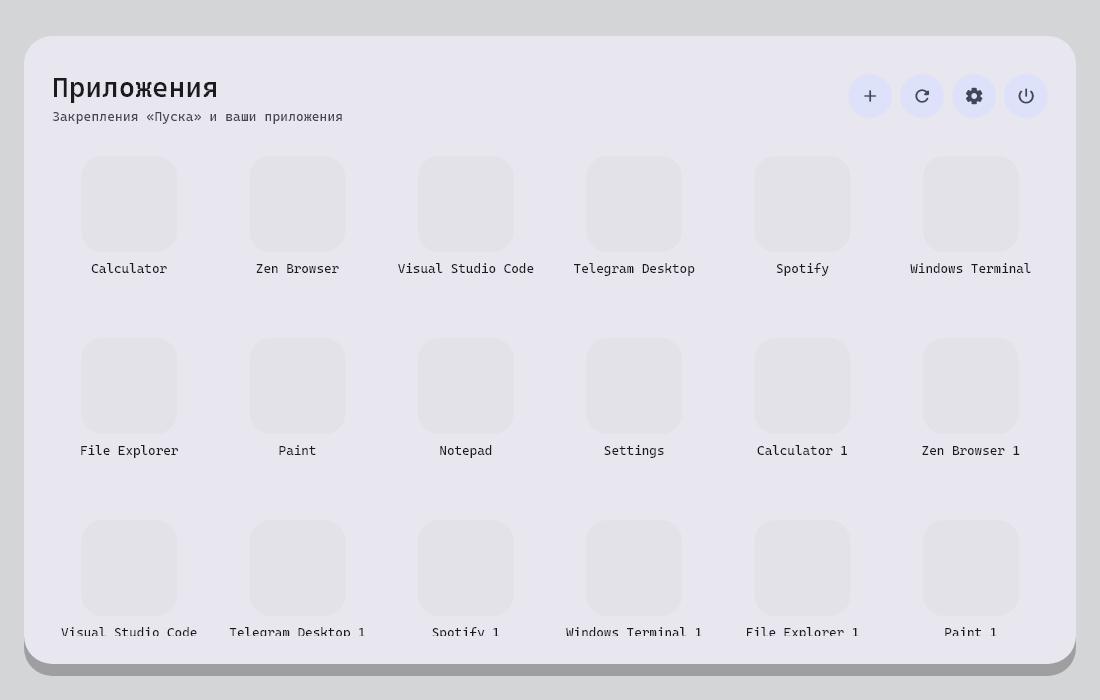 Приложения
Закрепления «Пуска» и ваши приложения
Calculator
Zen Browser
Visual Studio Code
Telegram Desktop
Spotify
Windows Terminal
File Explorer
Paint
Notepad
Settings
Calculator 1
Zen Browser 1
Visual Studio Code
Telegram Desktop 1
Spotify 1
Windows Terminal 1
File Explorer 1
Paint 1